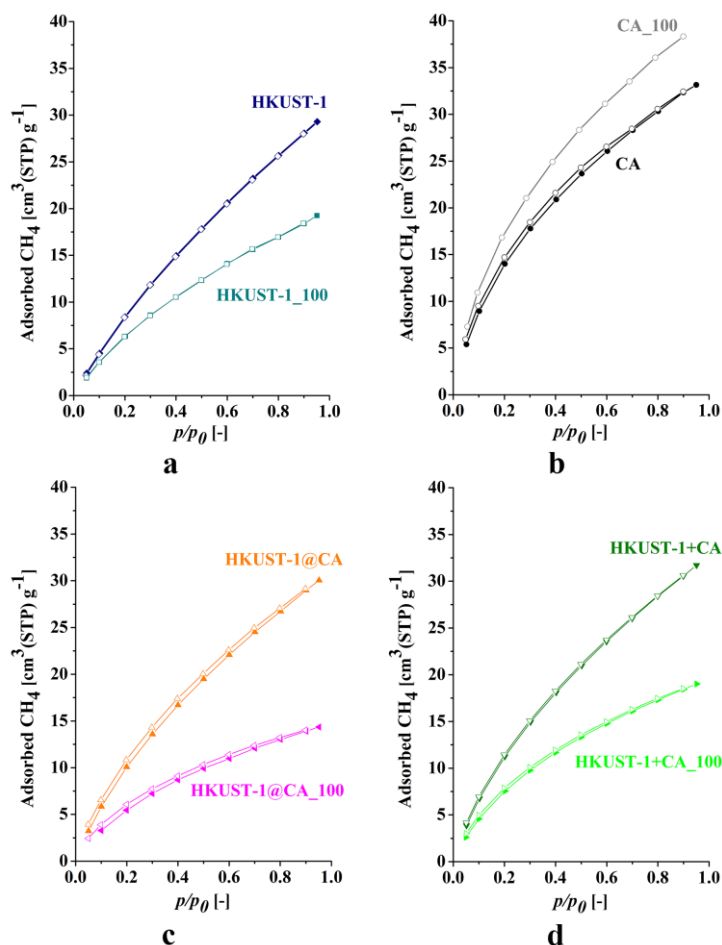 40
35
30
25
20
15
10
5
0
0.0 0.2 0.4 0.6 0.8 1.0
Adsorbed CH4 [cm3(STP) g-1]
p/p0 [-]
HKUST-1
HKUST-1_100
a
40
35
30
25
20
15
10
5
0
0.0 0.2 0.4 0.6 0.8 1.0
Adsorbed CH4 [cm3(STP) g-1]
p/p0 [-]
CA_100
CA
b
40
35
30
25
20
15
10
5
0
0.0 0.2 0.4 0.6 0.8 1.0
Adsorbed CH4 [cm3(STP) g-1]
p/p0 [-]
HKUST-1@CA
HKUST-1@CA_100
c
40
35
30
25
20
15
10
5
0
0.0 0.2 0.4 0.6 0.8 1.0
Adsorbed CH4 [cm3(STP) g-1]
p/p0 [-]
HKUST-1+CA
HKUST-1+CA_100
d